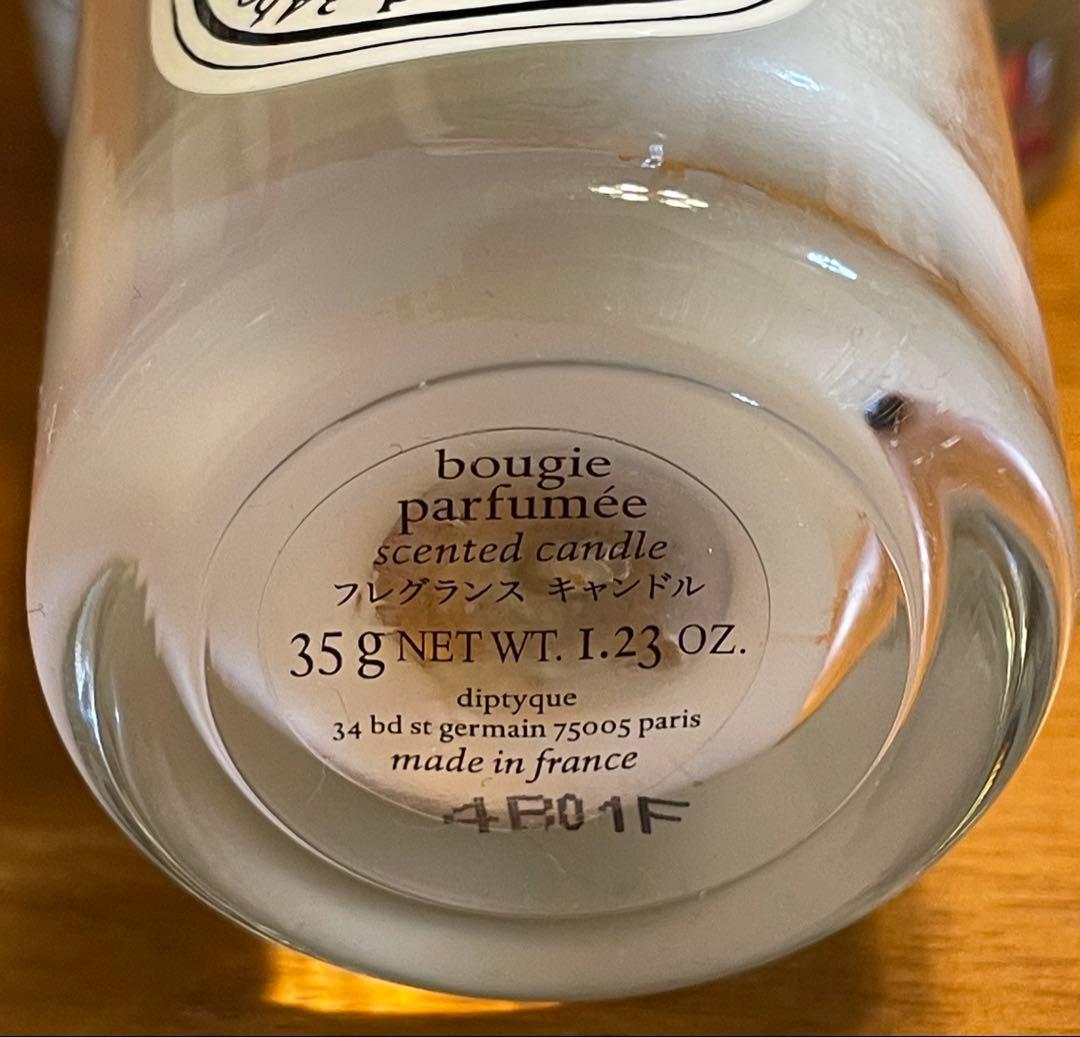 bougie
parfumée
scented candle
フレグランス キャンドル
35 g NET WT. 1.23 OZ.
diptyque
34 bd st germain 75005 paris
made in france
4B01F